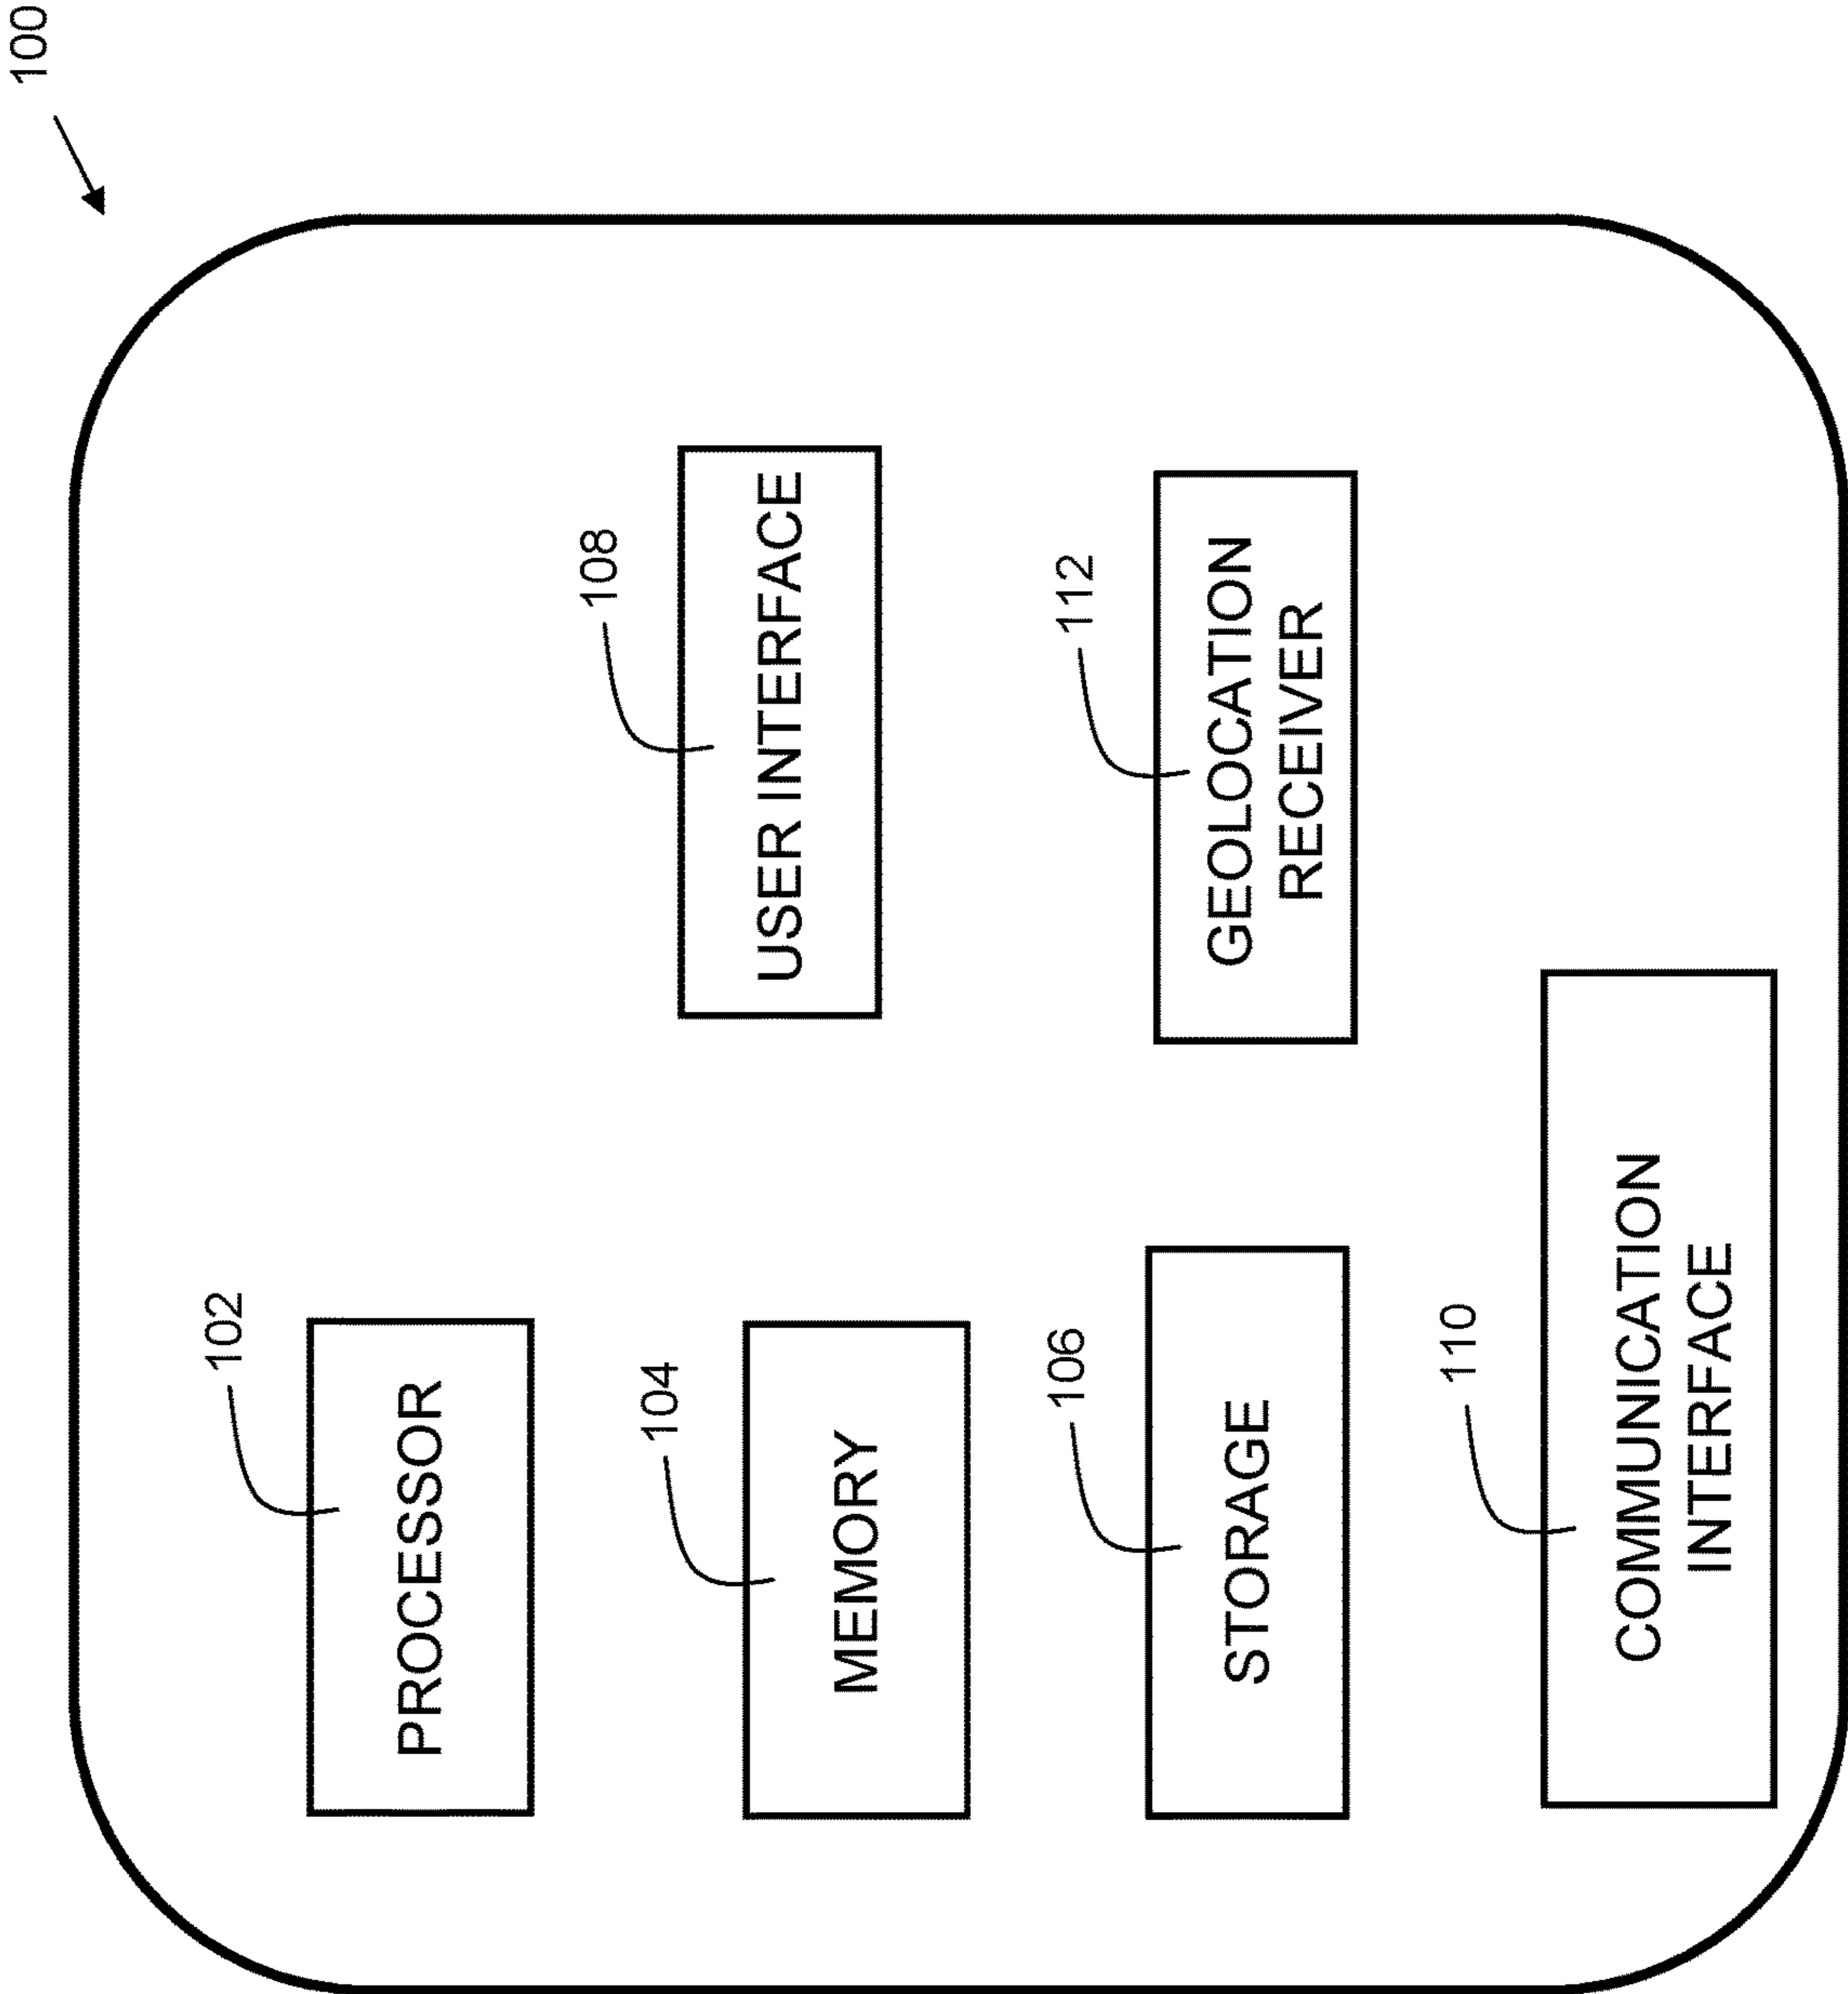 100
102
PROCESSOR
108
USER INTERFACE
104
MEMORY
106
STORAGE
112
GEOLOCATION
RECEIVER
110
COMMUNICATION
INTERFACE